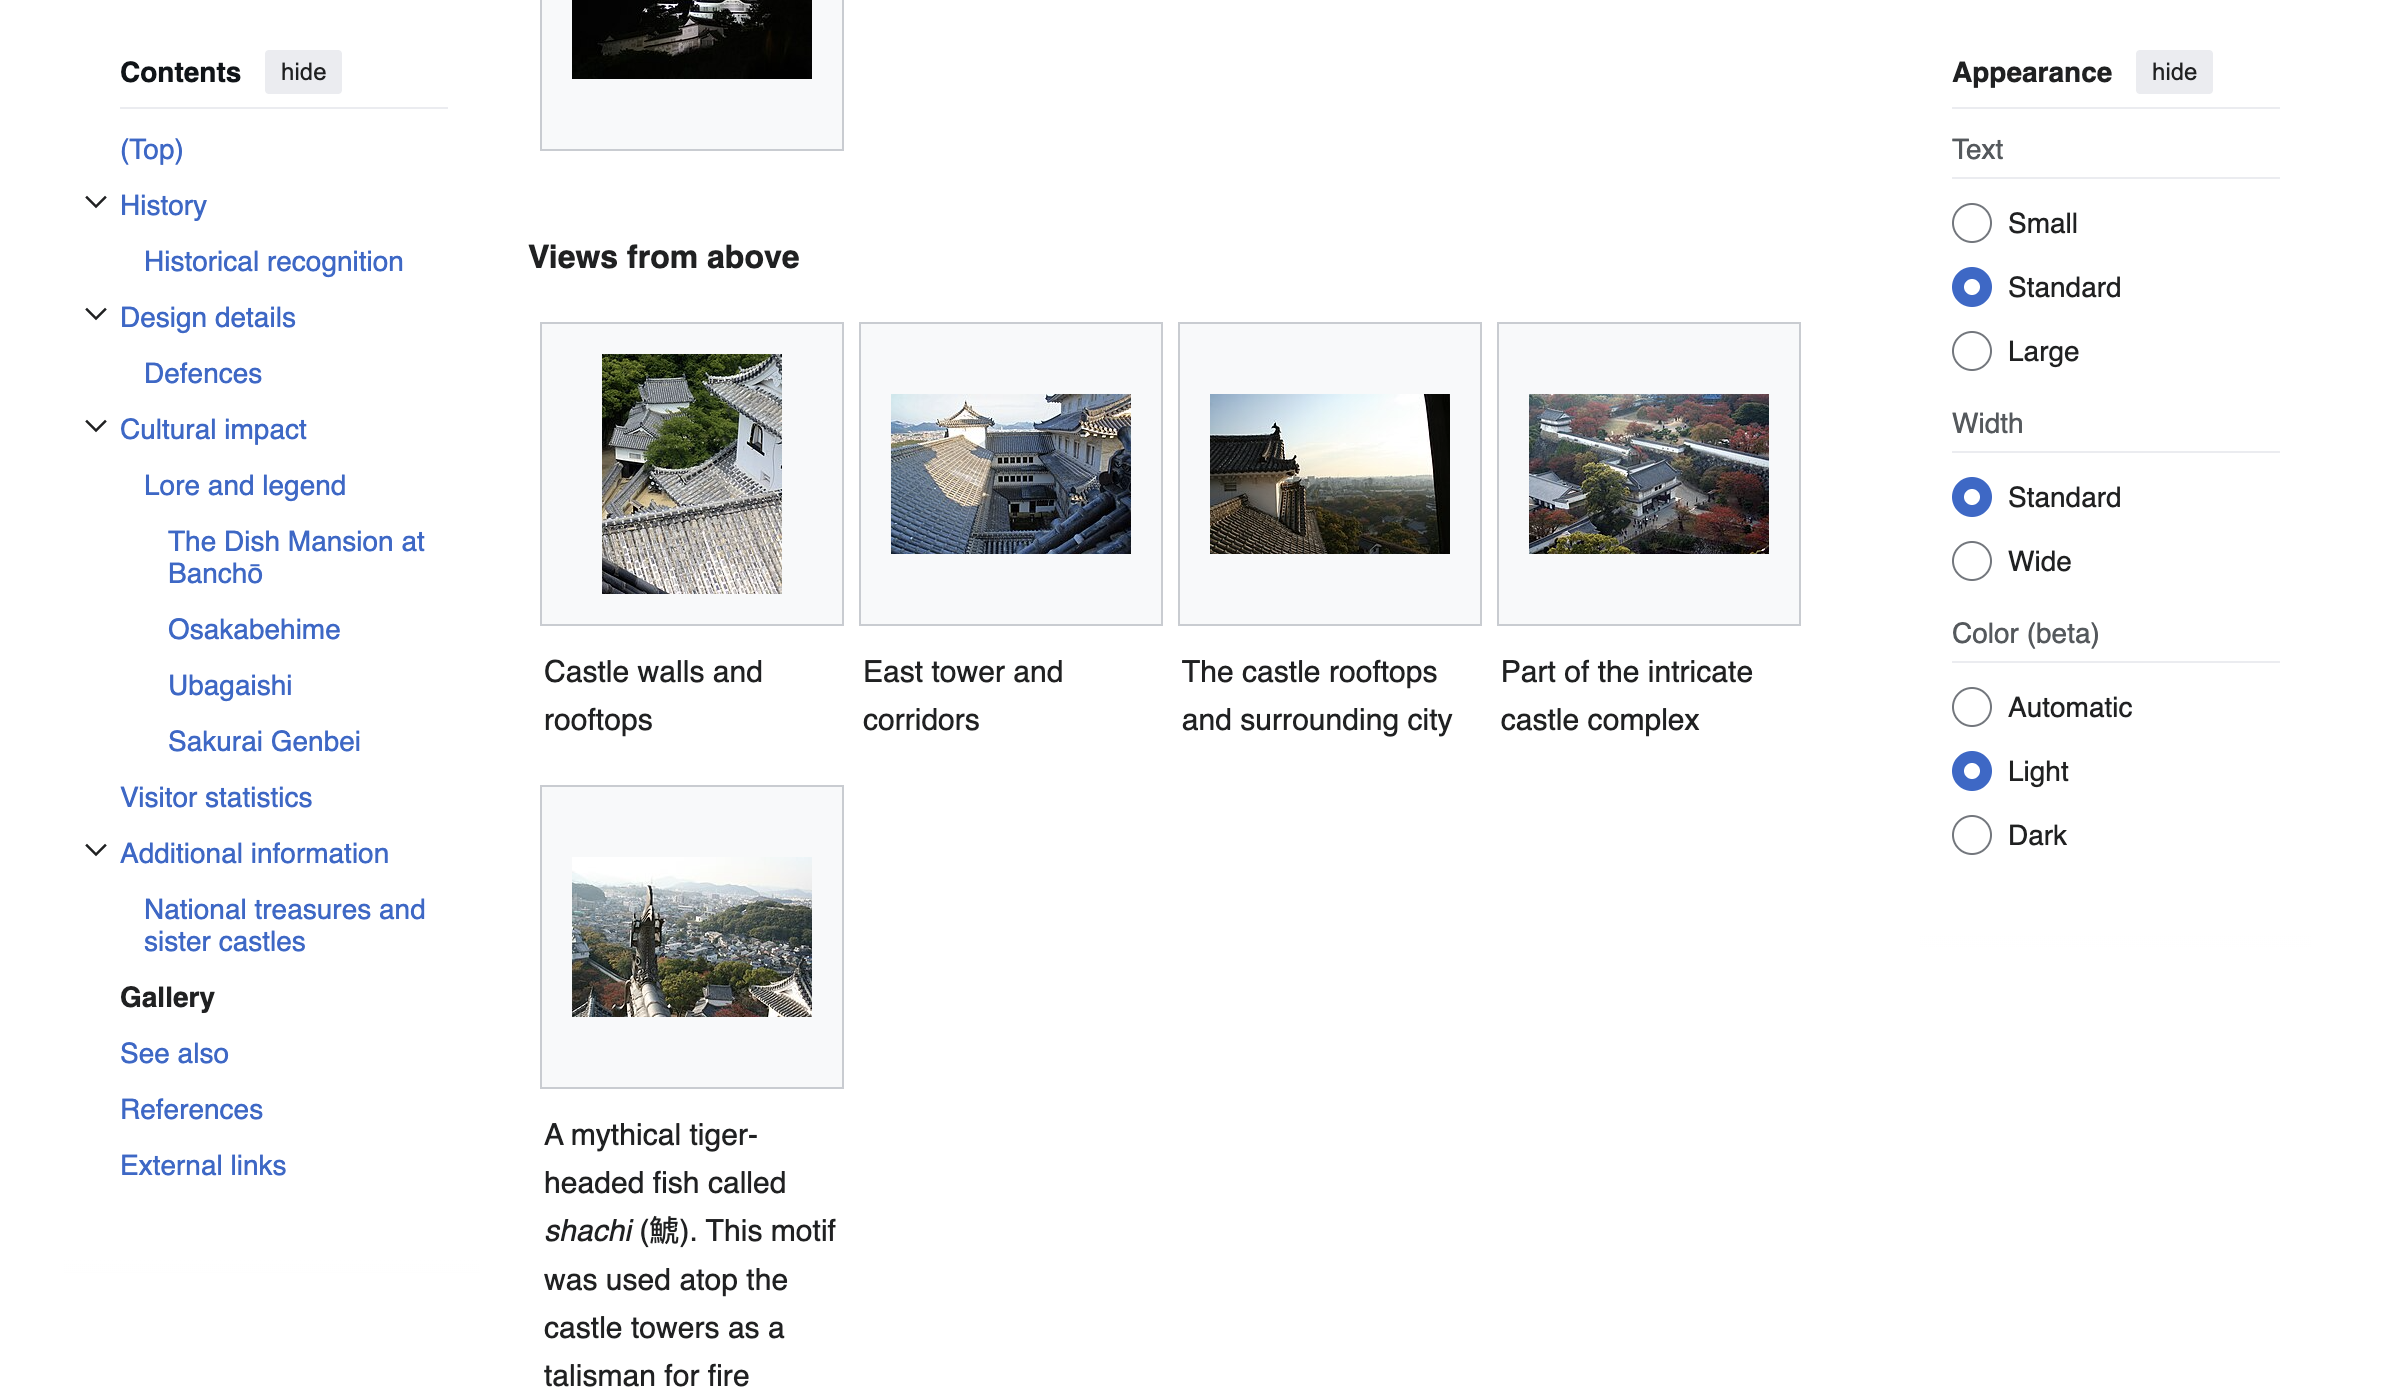 Contents hide
(Top)
History
Historical recognition
Design details
Defences
Cultural impact
Lore and legend
The Dish Mansion at
Banchō
Osakabehime
Ubagaishi
Sakurai Genbei
Visitor statistics
Additional information
National treasures and
sister castles
Gallery
See also
References
External links
Views from above
Castle walls and
rooftops
East tower and
corridors
The castle rooftops
and surrounding city
Part of the intricate
castle complex
A mythical tiger-
headed fish called
shachi (鯱). This motif
was used atop the
castle towers as a
talisman for fire
Appearance hide
Text
Small
Standard
Large
Width
Standard
Wide
Color (beta)
Automatic
Light
Dark